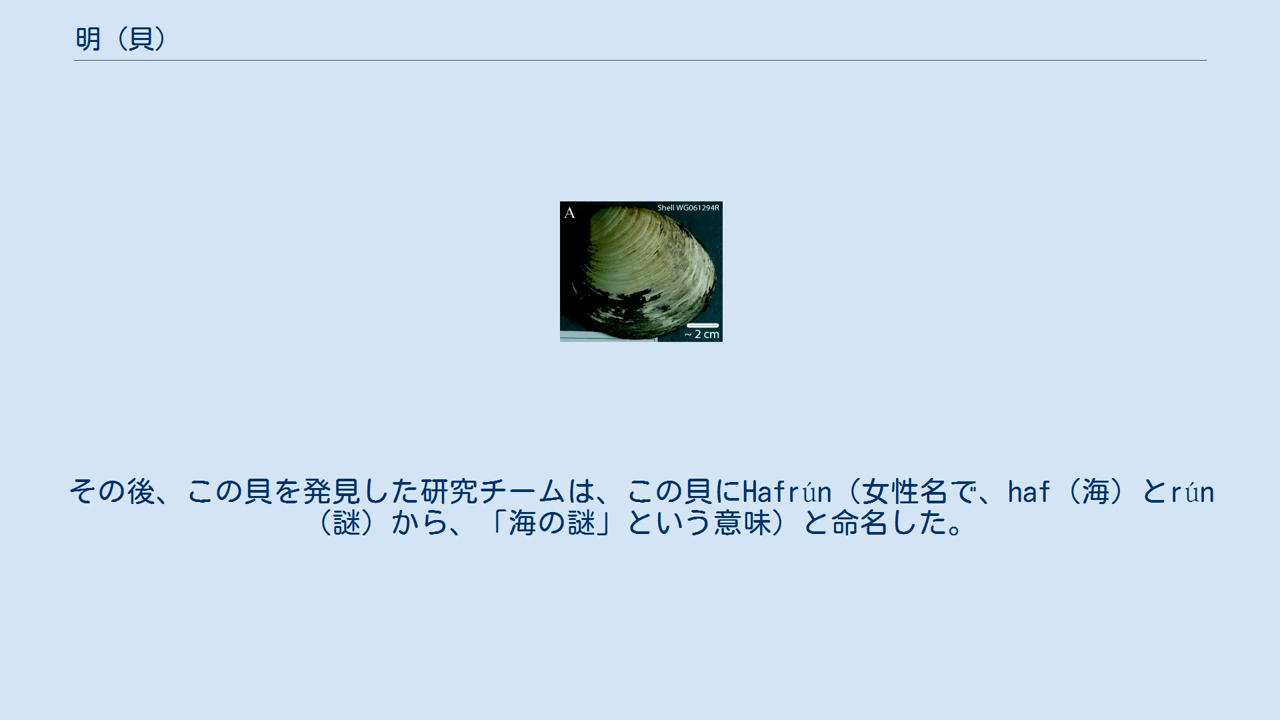 明（貝）
A
Shell WG061294R
~ 2 cm
その後、この貝を発見した研究チームは、この貝にHafrún（女性名で、haf（海）とrún
（謎）から、「海の謎」という意味）と命名した。